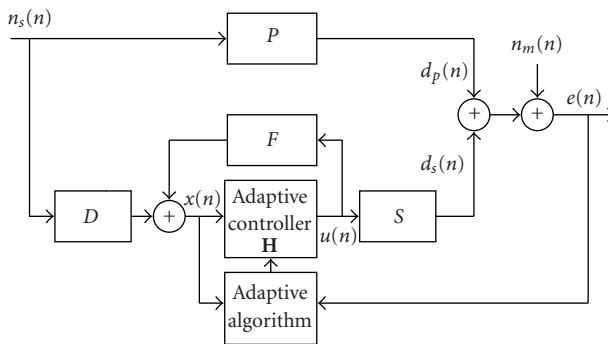 n_s(n)
P
n_m(n)
d_p(n)
e(n)
+
+
F
d_s(n)
D
+
x(n)
Adaptive
controller
H
u(n)
S
Adaptive
algorithm